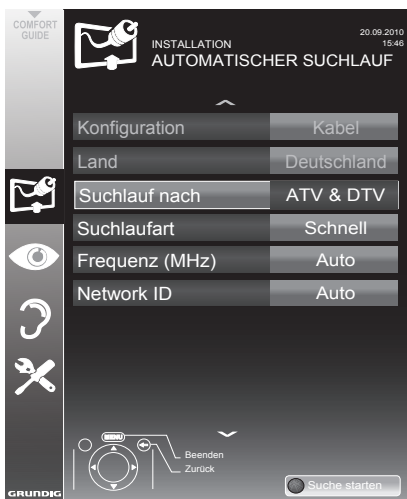 COMFORT
GUIDE
INSTALLATION
AUTOMATISCHER SUCHLAUF
20.09.2010
15:46
Konfiguration Kabel
Land Deutschland
Suchlauf nach ATV & DTV
Suchlaufart Schnell
Frequenz (MHz) Auto
Network ID Auto
MENU
Beenden
Zurück
Suche starten
GRUNDIG